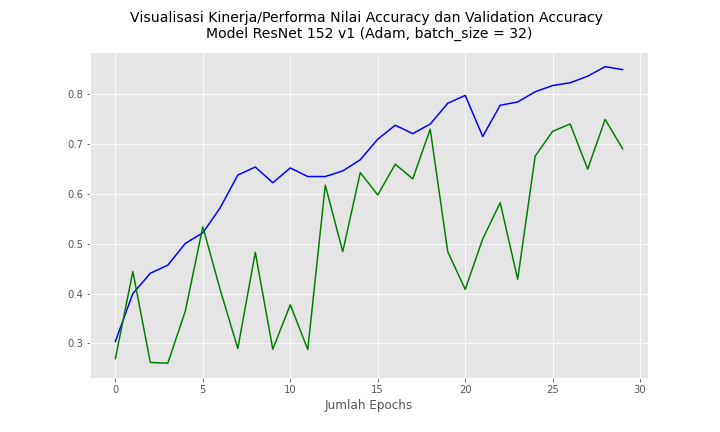 Visualisasi Kinerja/Performa Nilai Accuracy dan Validation Accuracy
Model ResNet 152 v1 (Adam, batch_size = 32)
0.8
0.7
0.6
0.5
0.4
0.3
0 5 10 15 20 25 30
Jumlah Epochs